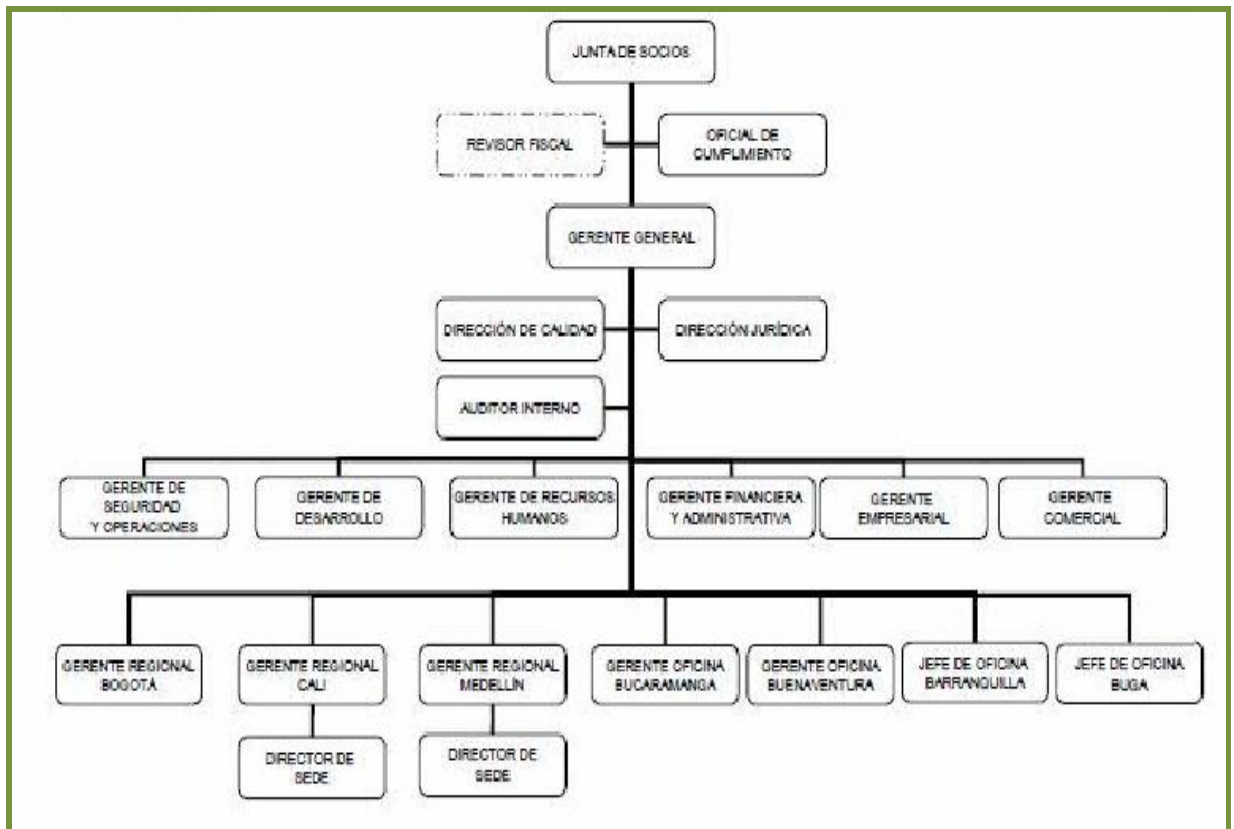 JUNTA DE SOCIOS
REVISOR FISCAL
OFICIAL DE
CUMPLIMIENTO
GERENTE GENERAL
DIRECCIÓN DE CALIDAD
DIRECCIÓN JURÍDICA
AUDITOR INTERNO
GERENTE DE
SEGURIDAD
Y OPERACIONES
GERENTE DE
DESARROLLO
GERENTE DE RECURSOS
HUMANOS
GERENTE FINANCIERA
Y ADMINISTRATIVA
GERENTE
EMPRESARIAL
GERENTE
COMERCIAL
GERENTE REGIONAL
BOGOTÁ
GERENTE REGIONAL
CALI
GERENTE REGIONAL
MEDELLÍN
GERENTE OFICINA
BUCARAMANGA
GERENTE OFICINA
BUENAVENTURA
JEFE DE OFICINA
BARRANQUILLA
JEFE DE OFICINA
BUGA
DIRECTOR DE
SEDE
DIRECTOR DE
SEDE